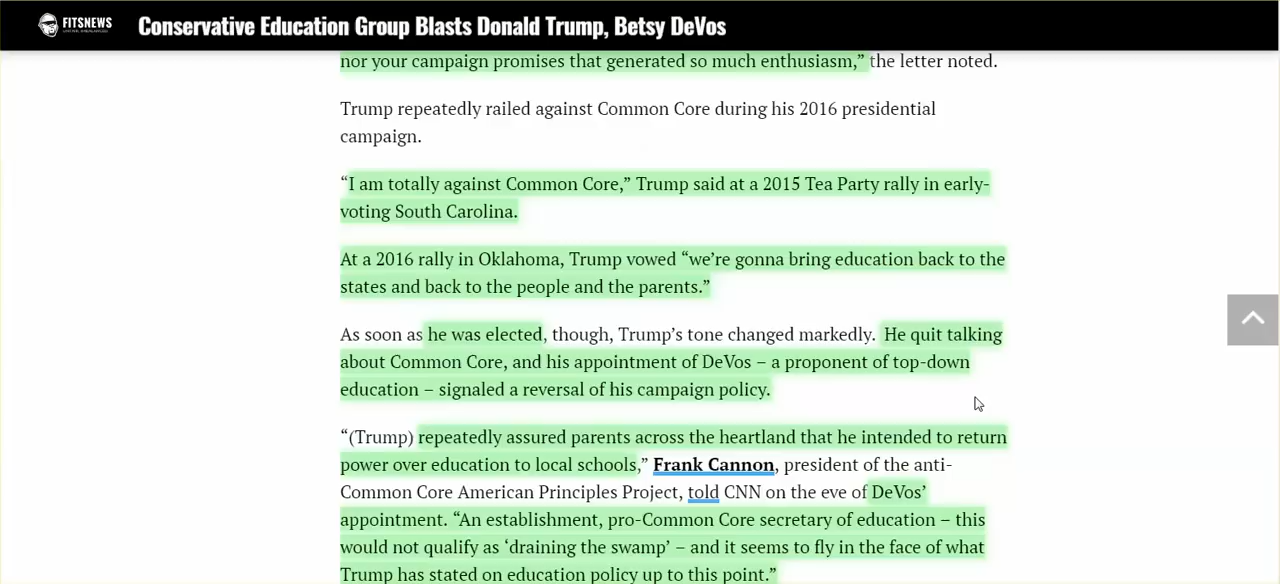 FITSNEWS
Conservative Education Group Blasts Donald Trump, Betsy DeVos
nor your campaign promises that generated so much enthusiasm,” the letter noted.
Trump repeatedly railed against Common Core during his 2016 presidential
campaign.
“I am totally against Common Core,” Trump said at a 2015 Tea Party rally in early-
voting South Carolina.
At a 2016 rally in Oklahoma, Trump vowed “we’re gonna bring education back to the
states and back to the people and the parents.”
As soon as he was elected, though, Trump’s tone changed markedly.  He quit talking
about Common Core, and his appointment of DeVos – a proponent of top-down
education – signaled a reversal of his campaign policy.
“(Trump) repeatedly assured parents across the heartland that he intended to return
power over education to local schools,” Frank Cannon, president of the anti-
Common Core American Principles Project, told CNN on the eve of DeVos’
appointment. “An establishment, pro-Common Core secretary of education – this
would not qualify as ‘draining the swamp’ – and it seems to fly in the face of what
Trump has stated on education policy up to this point.”